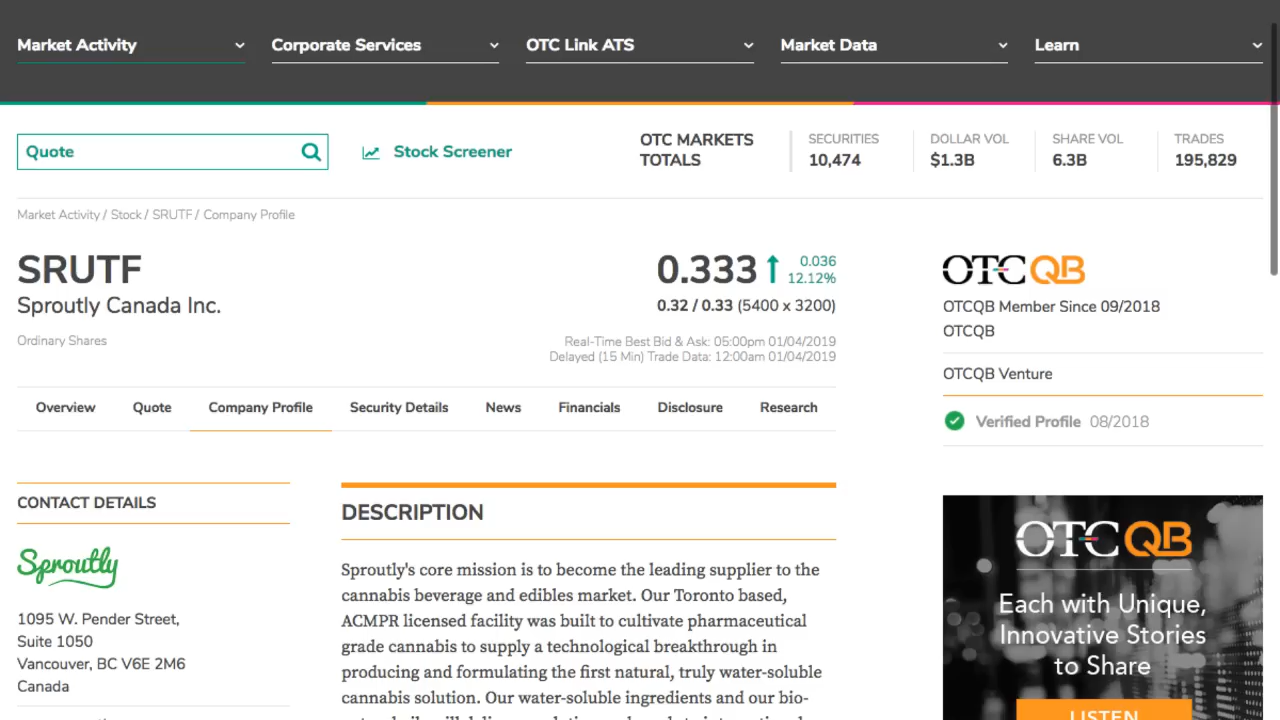 Market Activity
Corporate Services
OTC Link ATS
Market Data
Learn
Quote
Stock Screener
OTC MARKETS
TOTALS
SECURITIES
10,474
DOLLAR VOL
$1.3B
SHARE VOL
6.3B
TRADES
195,829
Market Activity / Stock / SRUTF / Company Profile
SRUTF
Sproutly Canada Inc.
Ordinary Shares
0.333
0.036
12.12%
0.32 / 0.33 (5400 x 3200)
Real-Time Best Bid & Ask: 05:00pm 01/04/2019
Delayed (15 Min) Trade Data: 12:00am 01/04/2019
OTCQB
OTCQB Member Since 09/2018
OTCQB
OTCQB Venture
Verified Profile 08/2018
Overview
Quote
Company Profile
Security Details
News
Financials
Disclosure
Research
CONTACT DETAILS
Sproutly
1095 W. Pender Street,
Suite 1050
Vancouver, BC V6E 2M6
Canada
DESCRIPTION
Sproutly's core mission is to become the leading supplier to the
cannabis beverage and edibles market. Our Toronto based,
ACMPR licensed facility was built to cultivate pharmaceutical
grade cannabis to supply a technological breakthrough in
producing and formulating the first natural, truly water-soluble
cannabis solution. Our water-soluble ingredients and our bio-
OTCQB
Each with Unique,
Innovative Stories
to Share
LISTEN